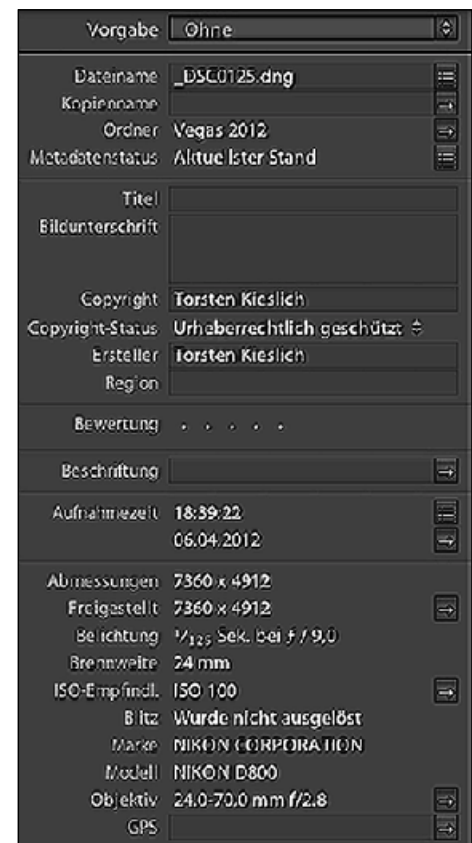 Vorgabe Ohne
Dateiname _DSC0125.dng
Kopienname
Ordner Vegas 2012
Metadatenstatus Aktuellster Stand
Titel
Bildunterschrift
Copyright Torsten Kieslich
Copyright-Status Urheberrechtlich geschützt
Ersteller Torsten Kieslich
Region
Bewertung . . . . .
Beschriftung
Aufnahmezeit 18:39:22
06.04.2012
Abmessungen 7360 x 4912
Freigestellt 7360 x 4912
Belichtung 1/125 Sek. bei ƒ / 9,0
Brennweite 24 mm
ISO-Empfindl. ISO 100
Blitz Wurde nicht ausgelöst
Marke NIKON CORPORATION
Modell NIKON D800
Objektiv 24.0-70.0 mm f/2.8
GPS